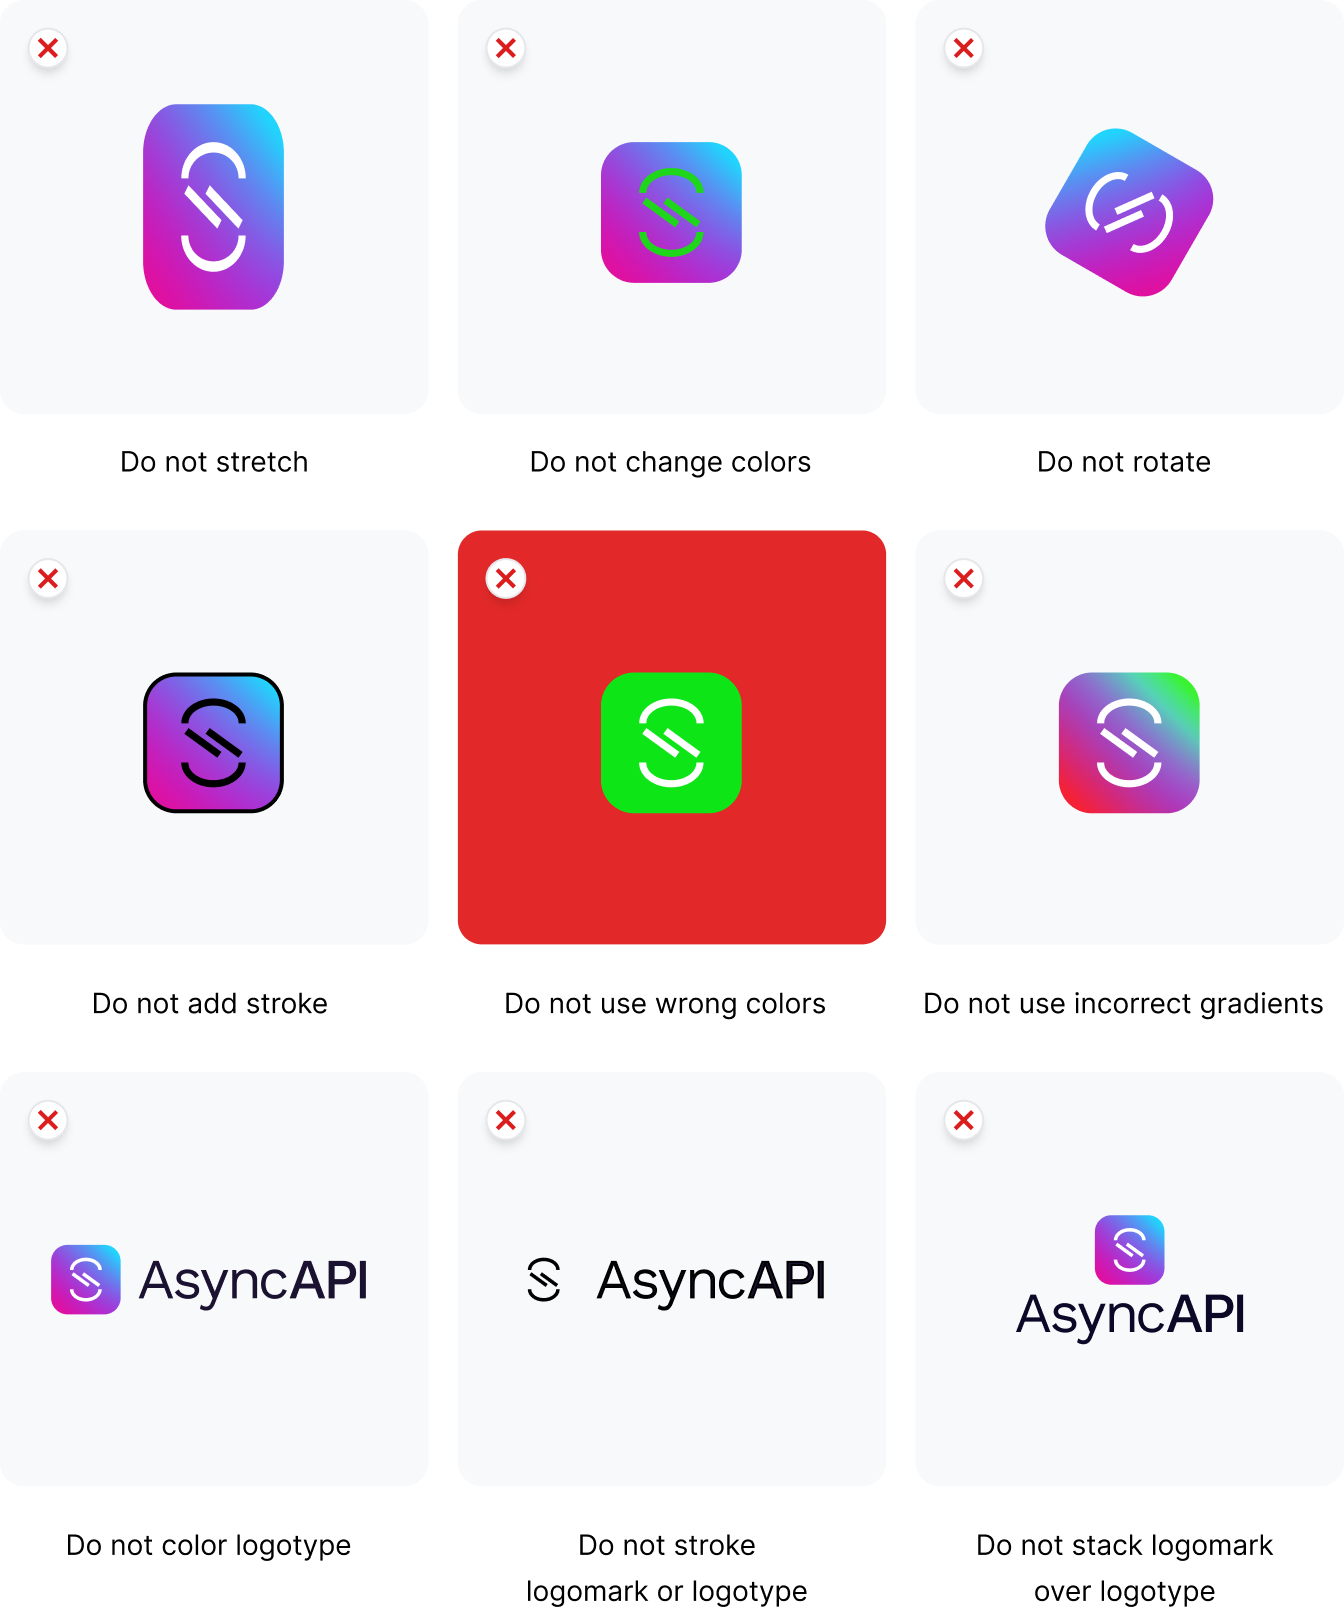 Do not stretch
Do not change colors
Do not rotate
Do not add stroke
Do not use wrong colors
Do not use incorrect gradients
AsyncAPI
AsyncAPI
AsyncAPI
Do not color logotype
Do not stroke
logomark or logotype
Do not stack logomark
over logotype